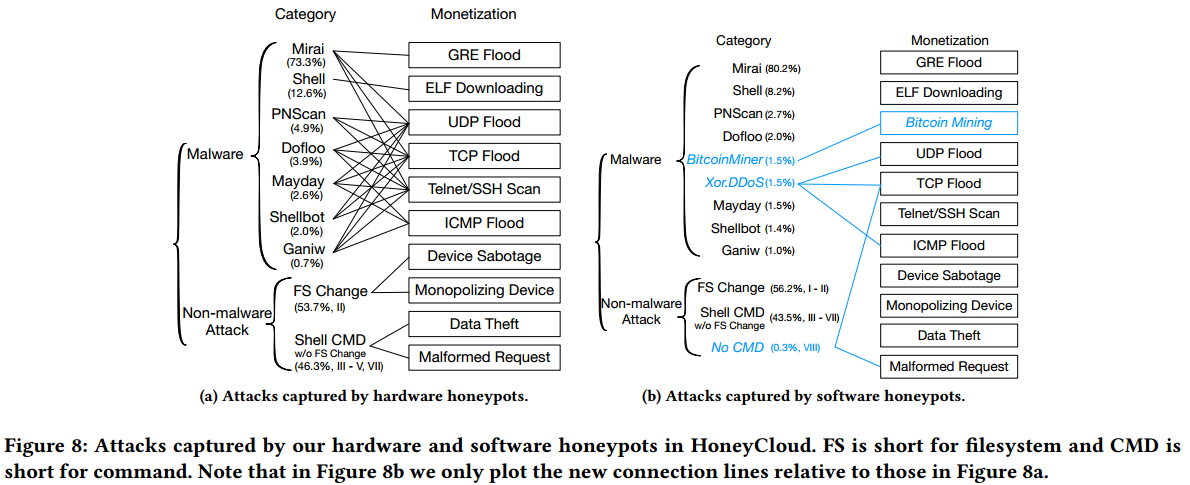 Category
Monetization
Mirai
(73.3%)
Shell
(12.6%)
PNScan
(4.9%)
Dofloo
(3.9%)
Mayday
(2.6%)
Shellbot
(2.0%)
Ganiw
(0.7%)
Malware
FS Change
(53.7%, II)
Non-malware
Attack
Shell CMD
w/o FS Change
(46.3%, III - V, VII)
GRE Flood
ELF Downloading
UDP Flood
TCP Flood
Telnet/SSH Scan
ICMP Flood
Device Sabotage
Monopolizing Device
Data Theft
Malformed Request
(a) Attacks captured by hardware honeypots.
Category
Monetization
Mirai (80.2%)
Shell (8.2%)
PNScan (2.7%)
Dofloo (2.0%)
BitcoinMiner (1.5%)
Xor.DDoS (1.5%)
Mayday (1.5%)
Shellbot (1.4%)
Ganiw (1.0%)
Malware
FS Change (56.2%, I - II)
Non-malware
Attack
Shell CMD (43.5%, III - VII)
w/o FS Change
No CMD (0.3%, VIII)
GRE Flood
ELF Downloading
Bitcoin Mining
UDP Flood
TCP Flood
Telnet/SSH Scan
ICMP Flood
Device Sabotage
Monopolizing Device
Data Theft
Malformed Request
(b) Attacks captured by software honeypots.
Figure 8: Attacks captured by our hardware and software honeypots in HoneyCloud. FS is short for filesystem and CMD is
short for command. Note that in Figure 8b we only plot the new connection lines relative to those in Figure 8a.